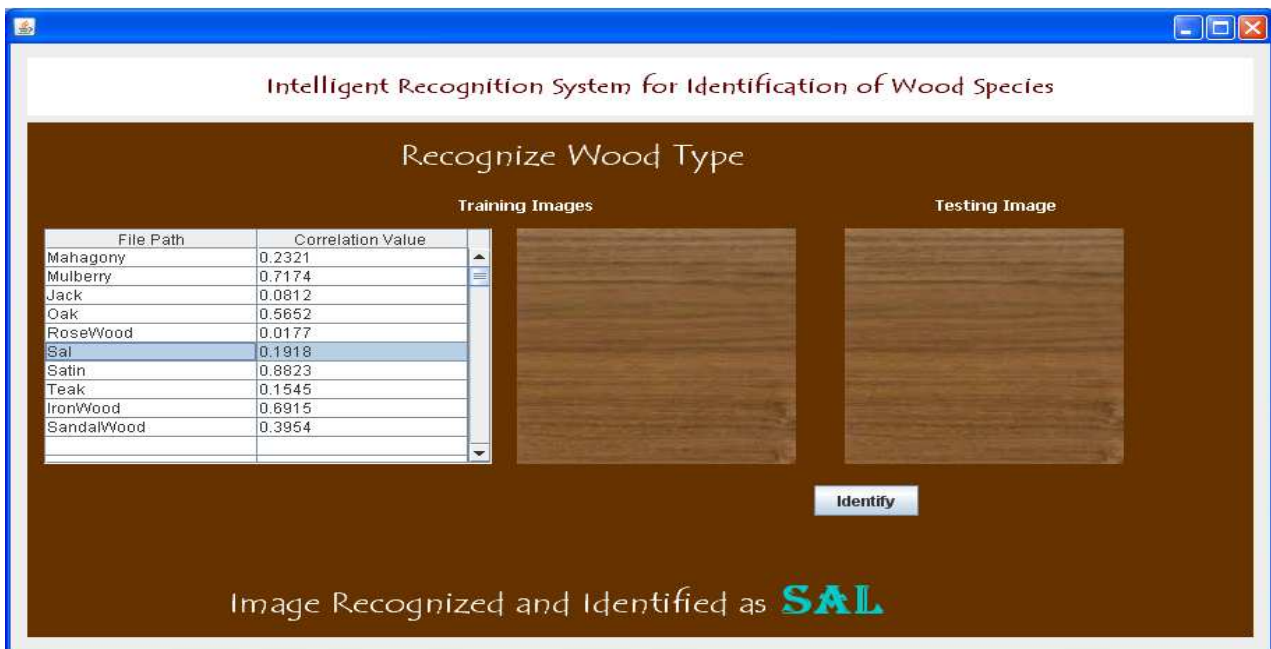 Intelligent Recognition System for Identification of Wood Species
Recognize Wood Type
Training Images
Testing Image
File Path Correlation Value
Mahagony 0.2321
Mulberry 0.7174
Jack 0.0812
Oak 0.5652
RoseWood 0.0177
Sal 0.1918
Satin 0.8823
Teak 0.1545
IronWood 0.6915
SandalWood 0.3954
Identify
Image Recognized and Identified as SAL